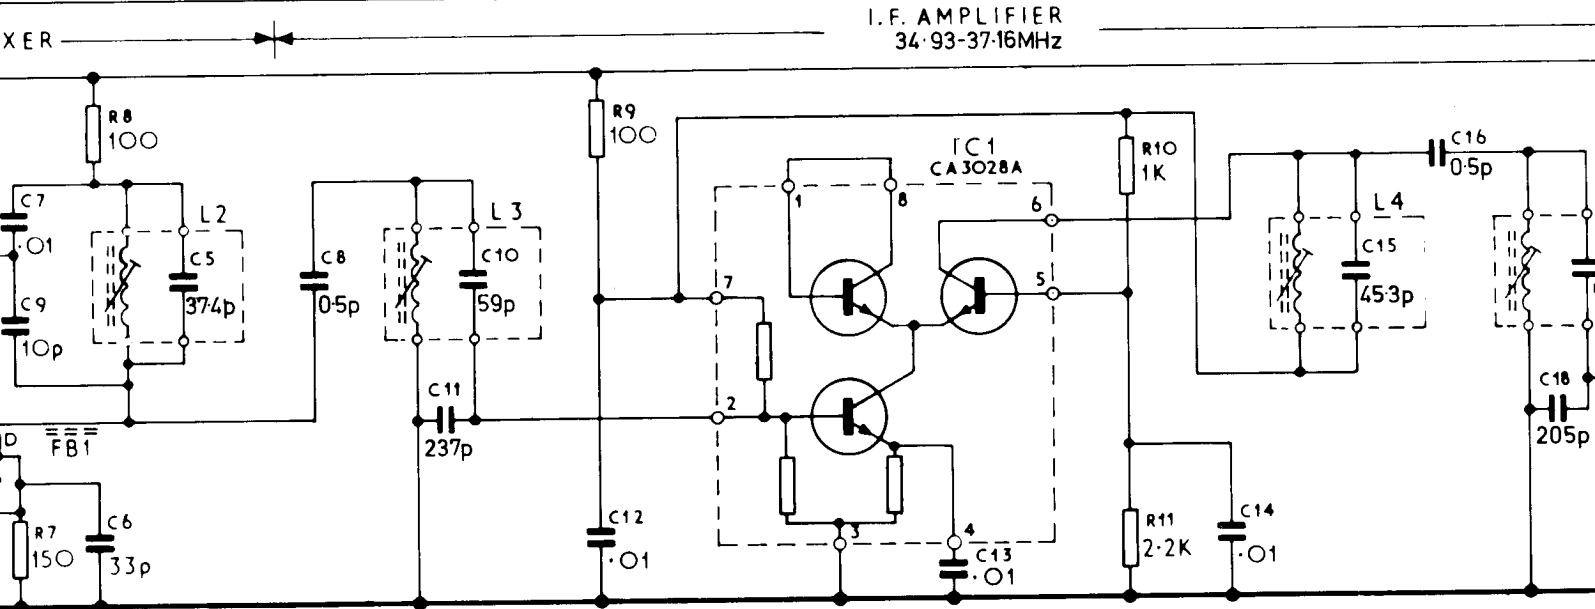 XER
I.F. AMPLIFIER
34·93-37·16MHz
R8
100
R9
100
IC1
CA3028A
R10
1K
C16
0·5p
C7
·01
L2
L3
1
8
6
L4
C5
37·4p
C8
0·5p
C10
59p
7
5
C15
45·3p
C9
10p
C11
237p
2
C18
205p
D
FB1
R7
150
C6
33p
C12
·01
3
4
C13
·01
R11
2·2K
C14
·01